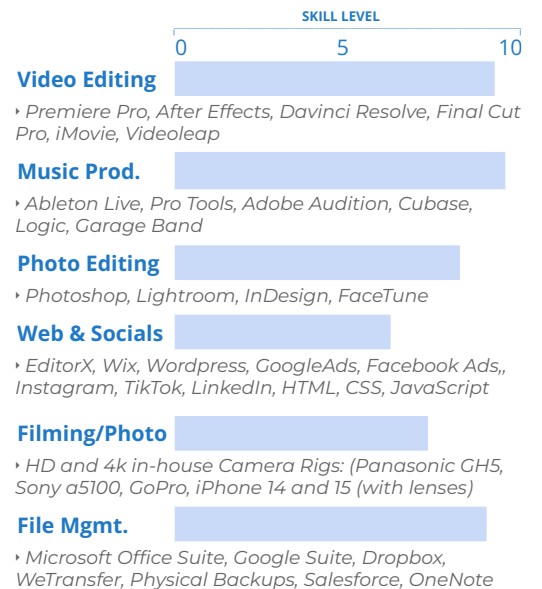 SKILL LEVEL
0 5 10
Video Editing
‣ Premiere Pro, After Effects, Davinci Resolve, Final Cut
Pro, iMovie, Videoleap
Music Prod.
‣ Ableton Live, Pro Tools, Adobe Audition, Cubase,
Logic, Garage Band
Photo Editing
‣ Photoshop, Lightroom, InDesign, FaceTune
Web & Socials
‣ EditorX, Wix, Wordpress, GoogleAds, Facebook Ads,,
Instagram, TikTok, LinkedIn, HTML, CSS, JavaScript
Filming/Photo
‣ HD and 4k in-house Camera Rigs: (Panasonic GH5,
Sony a5100, GoPro, iPhone 14 and 15 (with lenses)
File Mgmt.
‣ Microsoft Office Suite, Google Suite, Dropbox,
WeTransfer, Physical Backups, Salesforce, OneNote